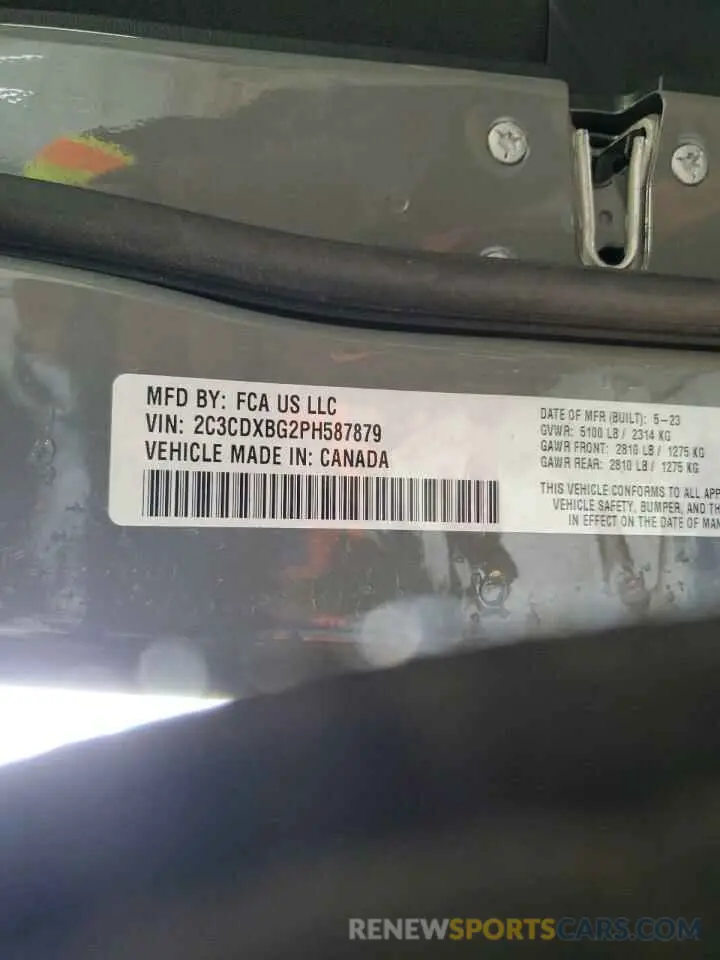 MFD BY: FCA US LLC
VIN: 2C3CDXBG2PH587879
VEHICLE MADE IN: CANADA
DATE OF MFR (BUILT): 5-23
GVWR: 5100 LB / 2314 KG
GAWR FRONT: 2810 LB / 1275 KG
GAWR REAR: 2810 LB / 1275 KG
THIS VEHICLE CONFORMS TO ALL APP
VEHICLE SAFETY, BUMPER, AND TH
IN EFFECT ON THE DATE OF MAN
RENEWSPORTSCARS.COM